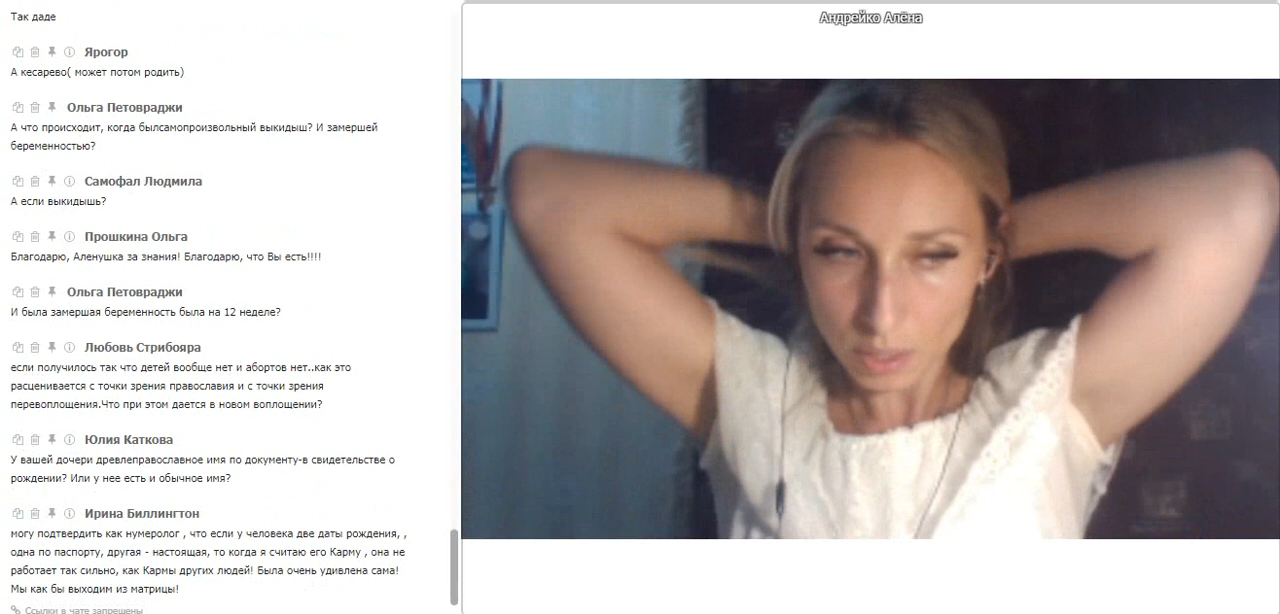 Так даде
Ярогор
А кесарево( может потом родить)
Ольга Петовраджи
А что происходит, когда былсамопроизвольный выкидыш? И замершей
беременностью?
Самофал Людмила
А если выкидышь?
Прошкина Ольга
Благодарю, Аленушка за знания! Благодарю, что Вы есть!!!!
Ольга Петовраджи
И была замершая беременность была на 12 неделе?
Любовь Стрибояра
если получилось так что детей вообще нет и абортов нет..как это
расценивается с точки зрения православия и с точки зрения
перевоплощения.Что при этом дается в новом воплощении?
Юлия Каткова
У вашей дочери древлеправославное имя по документу-в свидетельстве о
рождении? Или у нее есть и обычное имя?
Ирина Биллингтон
могу подтвердить как нумеролог , что если у человека две даты рождения, ,
одна по паспорту, другая - настоящая, то когда я считаю его Карму , она не
работает так сильно, как Кармы других людей! Была очень удивлена сама!
Мы как бы выходим из матрицы!
Ссылки в чате запрещены
Андрейко Алёна